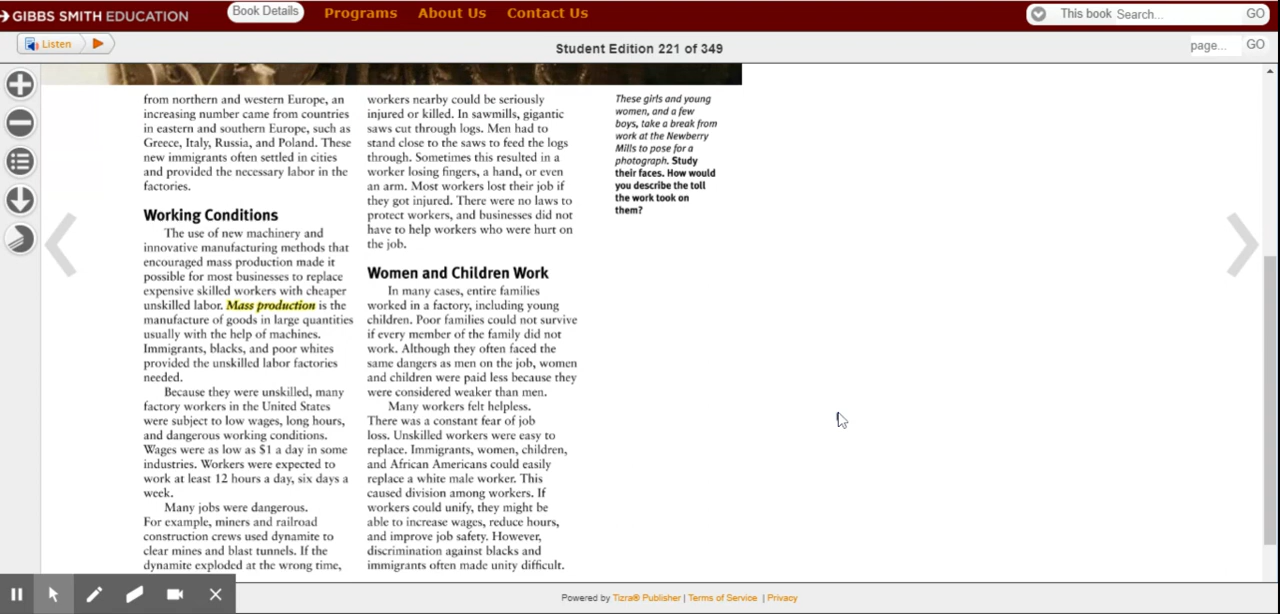 GIBBS SMITH EDUCATION
Book Details
Programs
About Us
Contact Us
This book
Search...
GO
Listen
Student Edition 221 of 349
page...
GO
from northern and western Europe, an
increasing number came from countries
in eastern and southern Europe, such as
Greece, Italy, Russia, and Poland. These
new immigrants often settled in cities
and provided the necessary labor in the
factories.
Working Conditions
The use of new machinery and
innovative manufacturing methods that
encouraged mass production made it
possible for most businesses to replace
expensive skilled workers with cheaper
unskilled labor. Mass production is the
manufacture of goods in large quantities
usually with the help of machines.
Immigrants, blacks, and poor whites
provided the unskilled labor factories
needed.
Because they were unskilled, many
factory workers in the United States
were subject to low wages, long hours,
and dangerous working conditions.
Wages were as low as $1 a day in some
industries. Workers were expected to
work at least 12 hours a day, six days a
week.
Many jobs were dangerous.
For example, miners and railroad
construction crews used dynamite to
clear mines and blast tunnels. If the
dynamite exploded at the wrong time,
workers nearby could be seriously
injured or killed. In sawmills, gigantic
saws cut through logs. Men had to
stand close to the saws to feed the logs
through. Sometimes this resulted in a
worker losing fingers, a hand, or even
an arm. Most workers lost their job if
they got injured. There were no laws to
protect workers, and businesses did not
have to help workers who were hurt on
the job.
Women and Children Work
In many cases, entire families
worked in a factory, including young
children. Poor families could not survive
if every member of the family did not
work. Although they often faced the
same dangers as men on the job, women
and children were paid less because they
were considered weaker than men.
Many workers felt helpless.
There was a constant fear of job
loss. Unskilled workers were easy to
replace. Immigrants, women, children,
and African Americans could easily
replace a white male worker. This
caused division among workers. If
workers could unify, they might be
able to increase wages, reduce hours,
and improve job safety. However,
discrimination against blacks and
immigrants often made unity difficult.
These girls and young
women, and a few
boys, take a break from
work at the Newberry
Mills to pose for a
photograph. Study
their faces. How would
you describe the toll
the work took on
them?
Powered by Tizra® Publisher | Terms of Service | Privacy